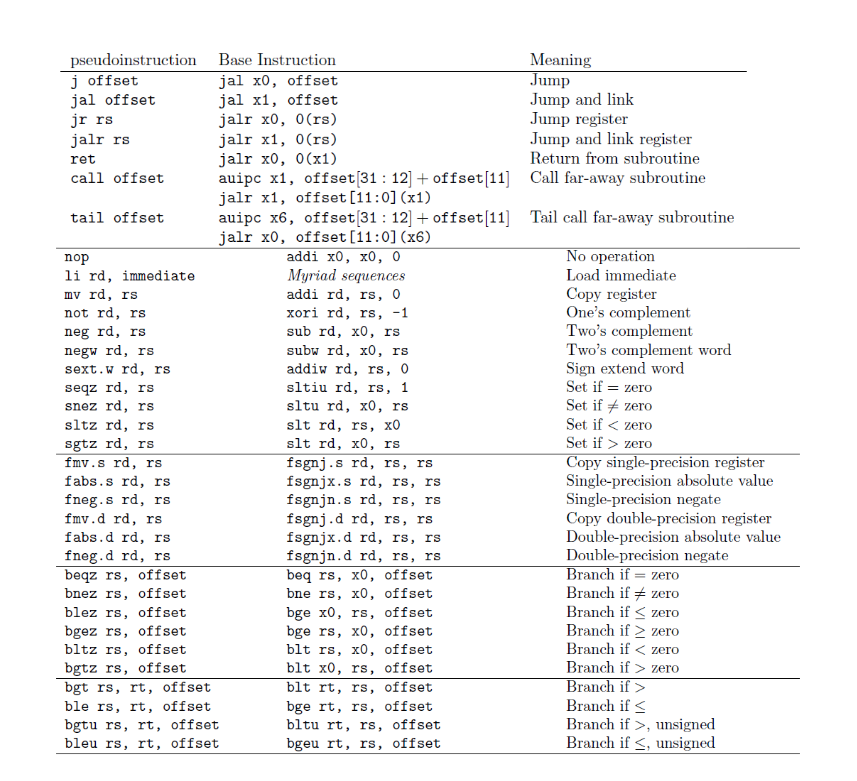 pseudoinstruction Base Instruction Meaning
j offset jal x0, offset Jump
jal offset jal x1, offset Jump and link
jr rs jalr x0, 0(rs) Jump register
jalr rs jalr x1, 0(rs) Jump and link register
ret jalr x0, 0(x1) Return from subroutine
call offset auipc x1, offset[31 : 12] + offset[11] Call far-away subroutine
jalr x1, offset[11:0](x1)
tail offset auipc x6, offset[31 : 12] + offset[11] Tail call far-away subroutine
jalr x0, offset[11:0](x6)
nop addi x0, x0, 0 No operation
li rd, immediate Myriad sequences Load immediate
mv rd, rs addi rd, rs, 0 Copy register
not rd, rs xori rd, rs, -1 One's complement
neg rd, rs sub rd, x0, rs Two's complement
negw rd, rs subw rd, x0, rs Two's complement word
sext.w rd, rs addiw rd, rs, 0 Sign extend word
seqz rd, rs sltiu rd, rs, 1 Set if = zero
snez rd, rs sltu rd, x0, rs Set if ≠ zero
sltz rd, rs slt rd, rs, x0 Set if < zero
sgtz rd, rs slt rd, x0, rs Set if > zero
fmv.s rd, rs fsgnj.s rd, rs, rs Copy single-precision register
fabs.s rd, rs fsgnjx.s rd, rs, rs Single-precision absolute value
fneg.s rd, rs fsgnjn.s rd, rs, rs Single-precision negate
fmv.d rd, rs fsgnj.d rd, rs, rs Copy double-precision register
fabs.d rd, rs fsgnjx.d rd, rs, rs Double-precision absolute value
fneg.d rd, rs fsgnjn.d rd, rs, rs Double-precision negate
beqz rs, offset beq rs, x0, offset Branch if = zero
bnez rs, offset bne rs, x0, offset Branch if ≠ zero
blez rs, offset bge x0, rs, offset Branch if ≤ zero
bgez rs, offset bge rs, x0, offset Branch if ≥ zero
bltz rs, offset blt rs, x0, offset Branch if < zero
bgtz rs, offset blt x0, rs, offset Branch if > zero
bgt rs, rt, offset blt rt, rs, offset Branch if >
ble rs, rt, offset bge rt, rs, offset Branch if ≤
bgtu rs, rt, offset bltu rt, rs, offset Branch if >, unsigned
bleu rs, rt, offset bgeu rt, rs, offset Branch if ≤, unsigned